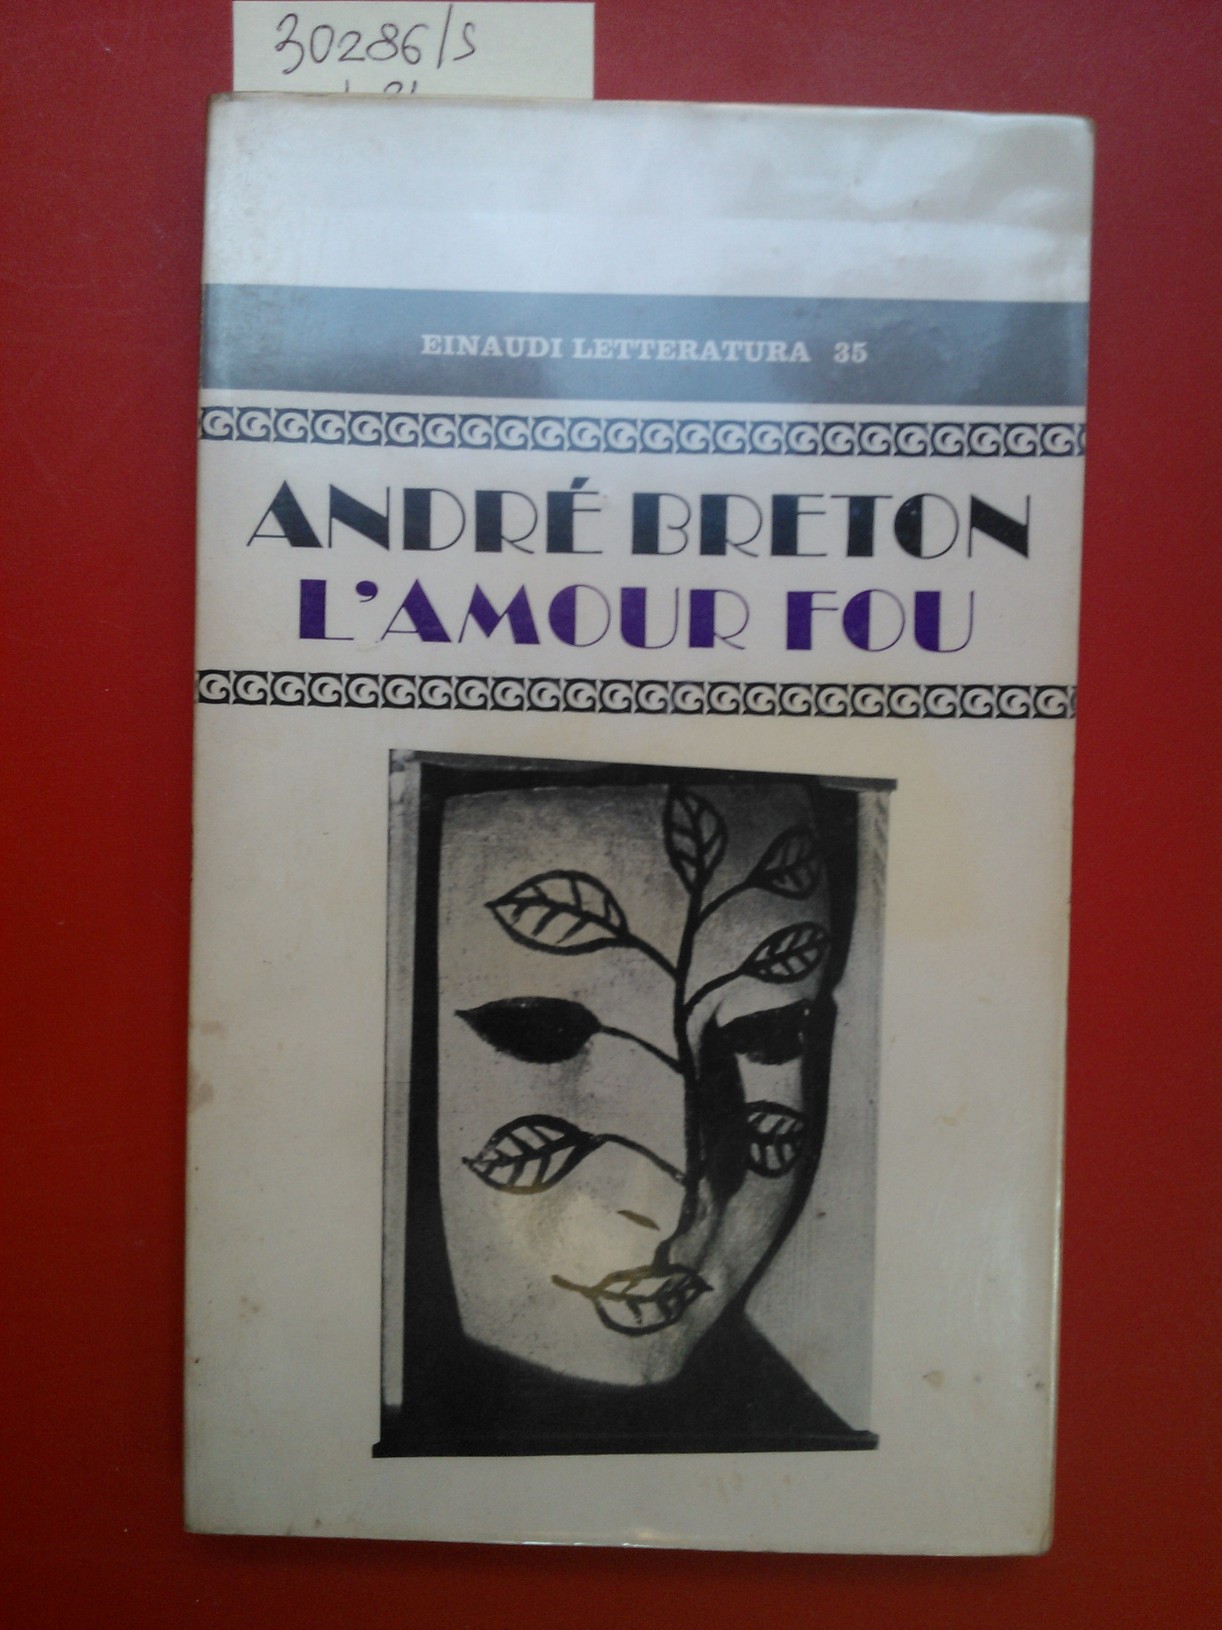 30286/S
EINAUDI LETTERATURA 35
ANDRÉ BRETON
L'AMOUR FOU